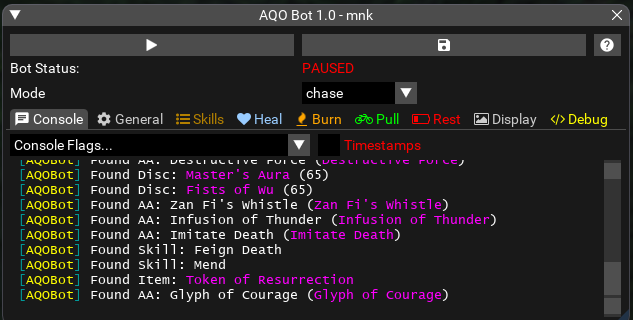 AQO Bot 1.0 - mnk
Bot Status: PAUSED
Mode chase
Console General Skills Heal Burn Pull Rest Display Debug
Console Flags... Timestamps
[AQOBot] Found AA: Destructive Force (Destructive Force)
[AQOBot] Found Disc: Master's Aura (65)
[AQOBot] Found Disc: Fists of Wu (65)
[AQOBot] Found AA: Zan Fi's Whistle (Zan Fi's Whistle)
[AQOBot] Found AA: Infusion of Thunder (Infusion of Thunder)
[AQOBot] Found AA: Imitate Death (Imitate Death)
[AQOBot] Found Skill: Feign Death
[AQOBot] Found Skill: Mend
[AQOBot] Found Item: Token of Resurrection
[AQOBot] Found AA: Glyph of Courage (Glyph of Courage)